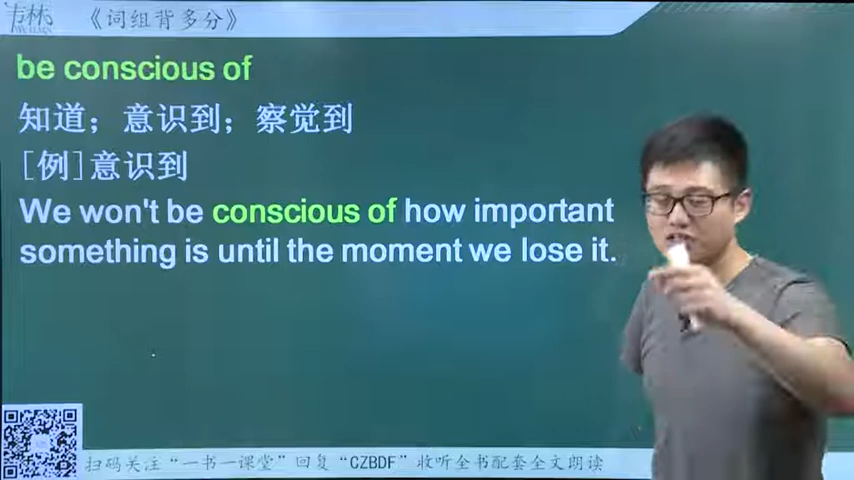 韦林 《词组背多分》
be conscious of
知道；意识到；察觉到
[例]意识到
We won't be conscious of how important
something is until the moment we lose it.
扫码关注“一书一课堂”回复“CZBDF”收听全书配套全文朗读